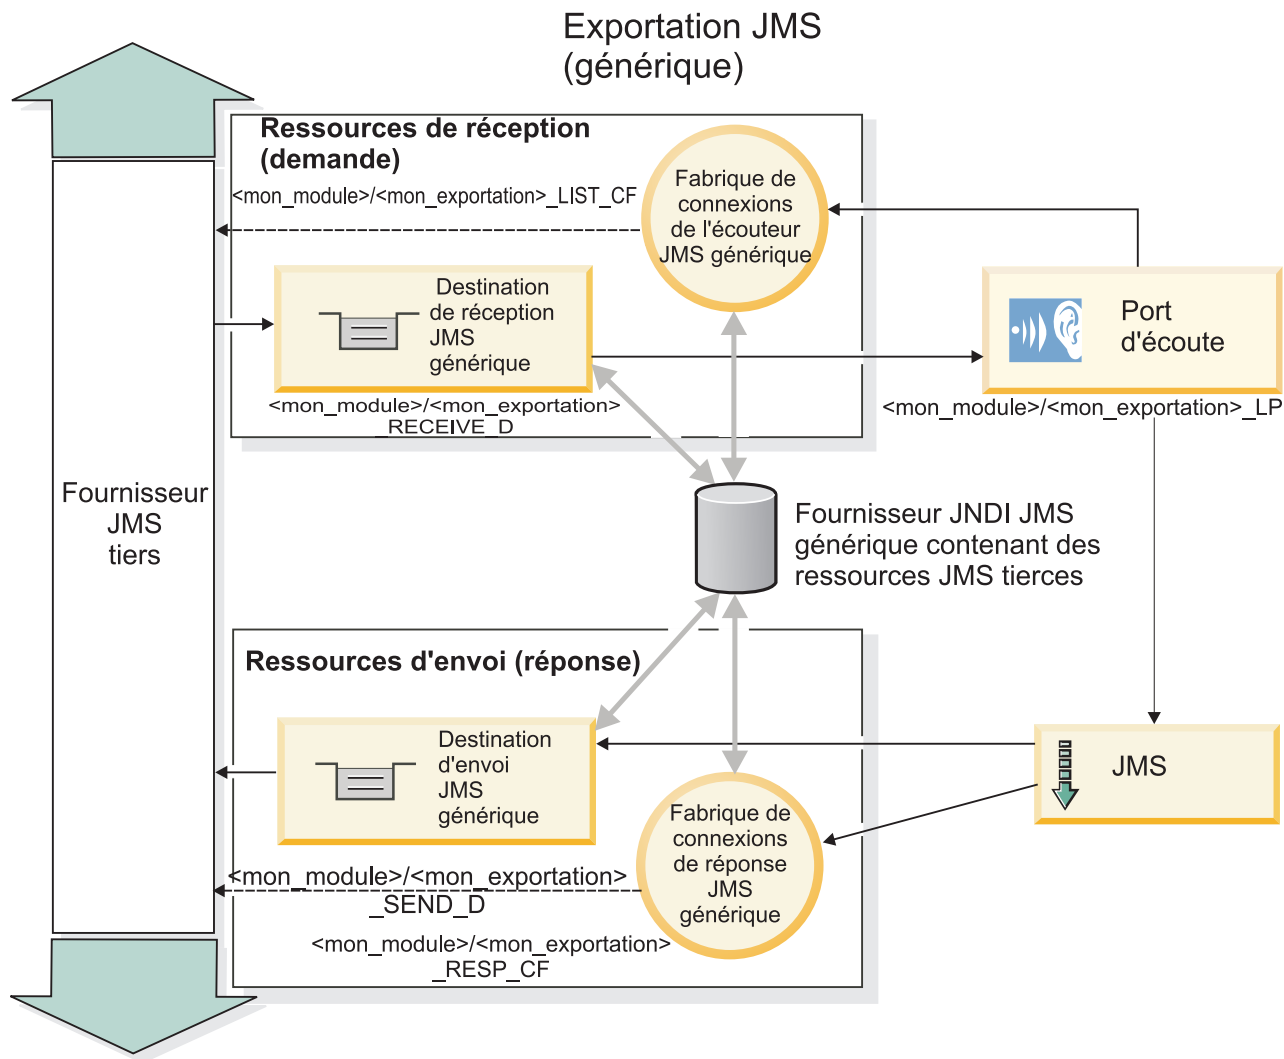 Exportation JMS
(générique)
Ressources de réception
(demande)
<mon_module>/<mon_exportation>_LIST_CF
Fabrique de
connexions
de l'écouteur
JMS générique
Destination
de réception
JMS
générique
<mon_module>/<mon_exportation>
_RECEIVE_D
Port
d'écoute
<mon_module>/<mon_exportation>_LP
Fournisseur
JMS
tiers
Fournisseur JNDI JMS
générique contenant des
ressources JMS tierces
Ressources d'envoi (réponse)
Destination
d'envoi
JMS
générique
JMS
Fabrique de
connexions
de réponse
JMS
générique
<mon_module>/<mon_exportation>
_SEND_D
<mon_module>/<mon_exportation>
_RESP_CF